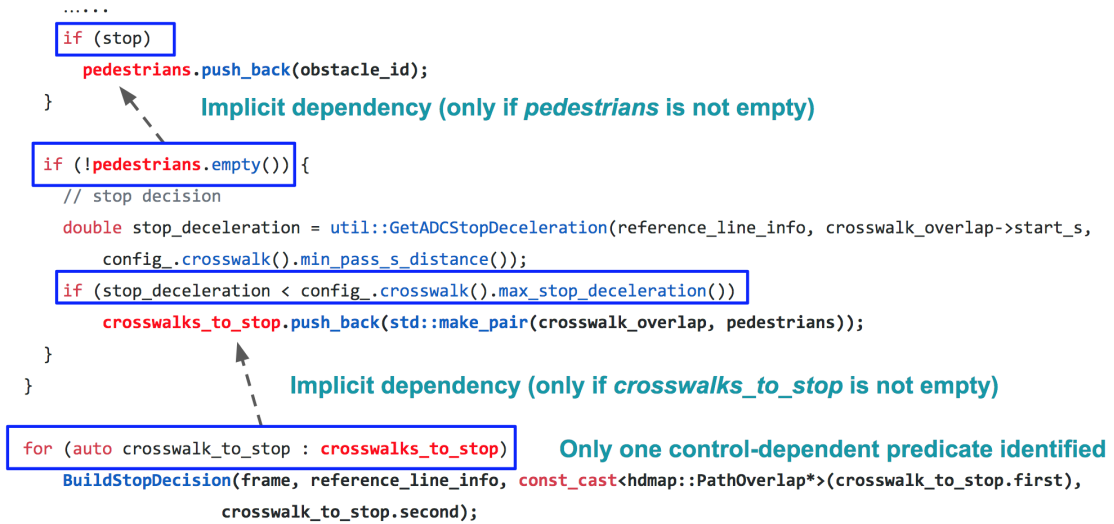 ......
if (stop)
pedestrians.push_back(obstacle_id);
}
Implicit dependency (only if pedestrians is not empty)
if (!pedestrians.empty()) {
// stop decision
double stop_deceleration = util::GetADCStopDeceleration(reference_line_info, crosswalk_overlap->start_s,
config_.crosswalk().min_pass_s_distance());
if (stop_deceleration < config_.crosswalk().max_stop_deceleration())
crosswalks_to_stop.push_back(std::make_pair(crosswalk_overlap, pedestrians));
}
}
Implicit dependency (only if crosswalks_to_stop is not empty)
for (auto crosswalk_to_stop : crosswalks_to_stop)
Only one control-dependent predicate identified
BuildStopDecision(frame, reference_line_info, const_cast<hdmap::PathOverlap*>(crosswalk_to_stop.first),
crosswalk_to_stop.second);